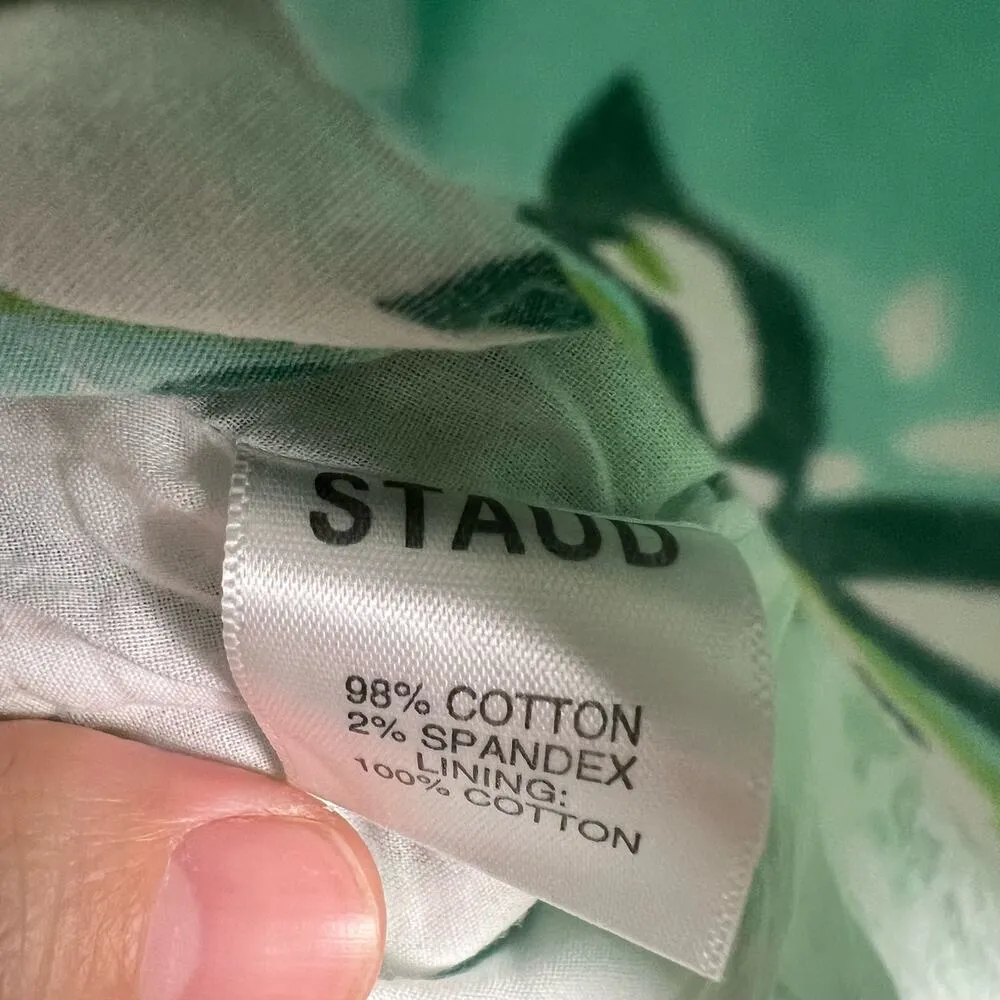 STAUD
98% COTTON
2% SPANDEX
LINING:
100% COTTON